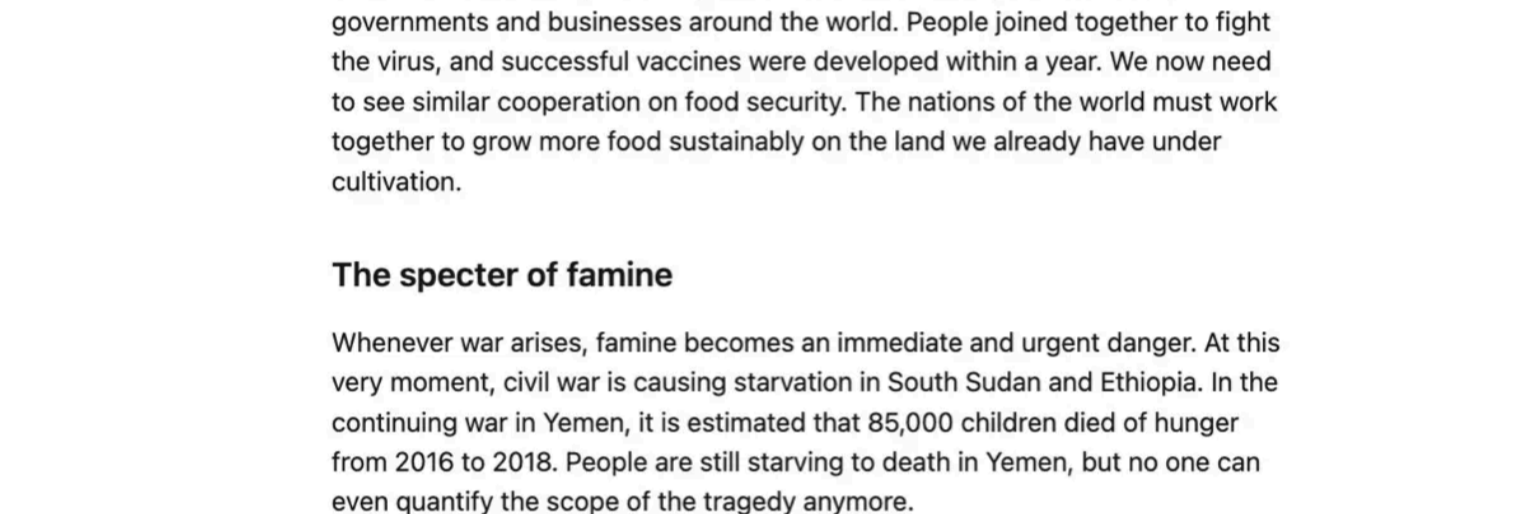 governments and businesses around the world. People joined together to fight
the virus, and successful vaccines were developed within a year. We now need
to see similar cooperation on food security. The nations of the world must work
together to grow more food sustainably on the land we already have under
cultivation.
The specter of famine
Whenever war arises, famine becomes an immediate and urgent danger. At this
very moment, civil war is causing starvation in South Sudan and Ethiopia. In the
continuing war in Yemen, it is estimated that 85,000 children died of hunger
from 2016 to 2018. People are still starving to death in Yemen, but no one can
even quantify the scope of the tragedy anymore.